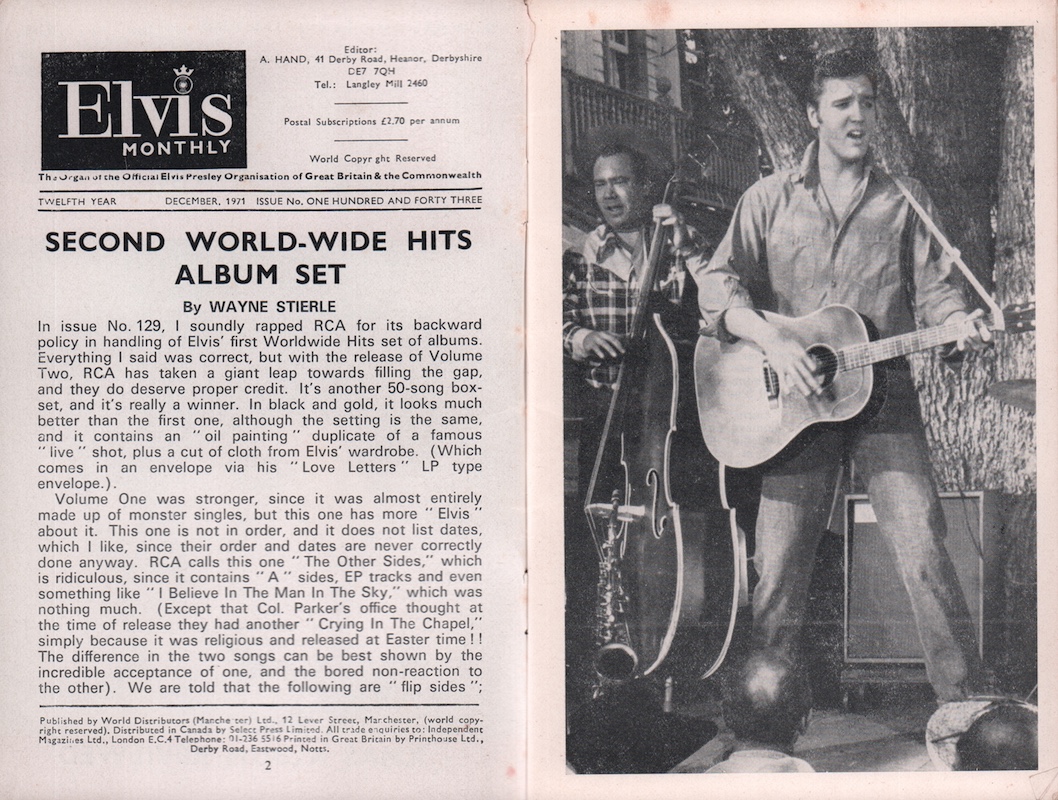 Elvis
MONTHLY
Editor:
A. HAND, 41 Derby Road, Heanor, Derbyshire
DE7 7QH
Tel.: Langley Mill 2460
Postal Subscriptions £2.70 per annum
World Copyr ght Reserved
The Organ of the Official Elvis Presley Organisation of Great Britain & the Commonwealth
TWELFTH YEAR DECEMBER, 1971 ISSUE No. ONE HUNDRED AND FORTY THREE
SECOND WORLD-WIDE HITS
ALBUM SET
By WAYNE STIERLE
In issue No. 129, I soundly rapped RCA for its backward
policy in handling of Elvis' first Worldwide Hits set of albums.
Everything I said was correct, but with the release of Volume
Two, RCA has taken a giant leap towards filling the gap,
and they do deserve proper credit. It's another 50-song box-
set, and it's really a winner. In black and gold, it looks much
better than the first one, although the setting is the same,
and it contains an "oil painting" duplicate of a famous
"live" shot, plus a cut of cloth from Elvis' wardrobe. (Which
comes in an envelope via his "Love Letters" LP type
envelope.).
Volume One was stronger, since it was almost entirely
made up of monster singles, but this one has more "Elvis"
about it. This one is not in order, and it does not list dates,
which I like, since their order and dates are never correctly
done anyway. RCA calls this one "The Other Sides," which
is ridiculous, since it contains "A" sides, EP tracks and even
something like "I Believe In The Man In The Sky," which was
nothing much. (Except that Col. Parker's office thought at
the time of release they had another "Crying In The Chapel,"
simply because it was religious and released at Easter time!!
The difference in the two songs can be best shown by the
incredible acceptance of one, and the bored non-reaction to
the other). We are told that the following are "flip sides";
Published by World Distributors (Manche ter) Ltd., 12 Lever Street, Manchester, (world copy-
right reserved). Distributed in Canada by Select Press Limited. All trade enquiries to: Independent
Magazines Ltd., London E.C.4 Telephone: 01-236 5516 Printed in Great Britain by Printhouse Ltd.,
Derby Road, Eastwood, Notts.
2